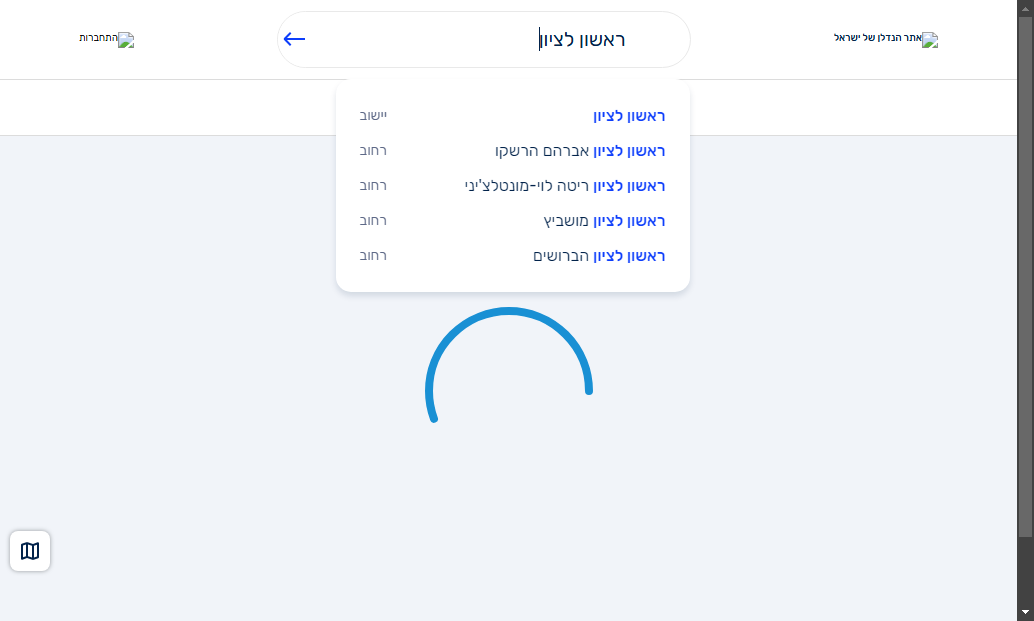 אתר הנדלן של ישראל
ראשון לציון
התחברות
ראשון לציון יישוב
ראשון לציון אברהם הרשקו רחוב
ראשון לציון ריטה לוי-מונטלצ'יני רחוב
ראשון לציון מושביץ רחוב
ראשון לציון הברושים רחוב